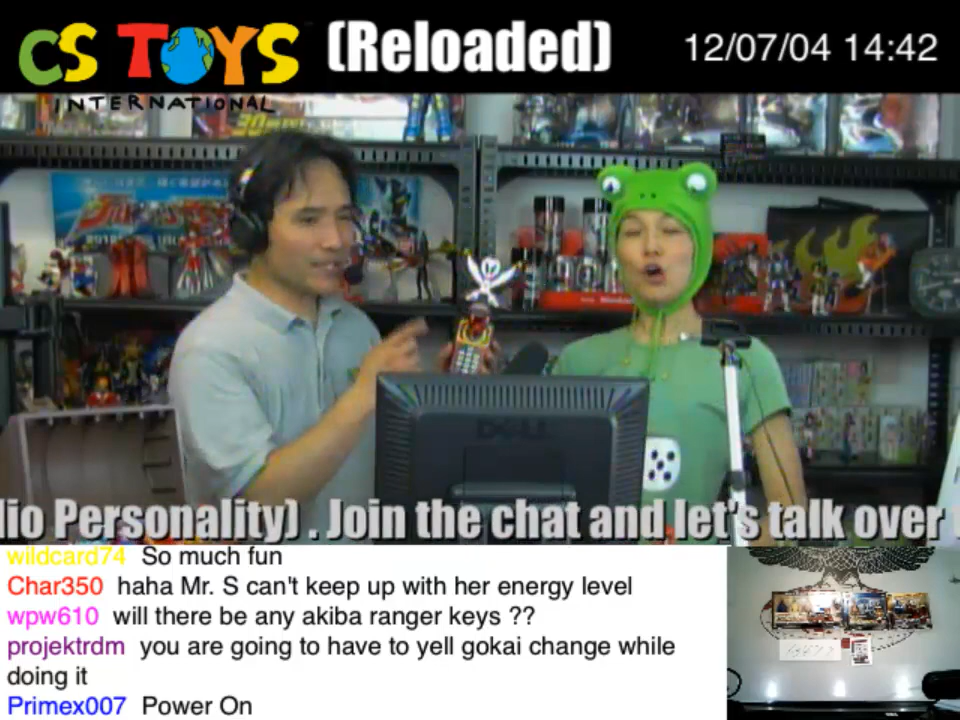 CS TOYS
INTERNATIONAL
(Reloaded)
12/07/04 14:42
DELL
dio Personality) . Join the chat and let's talk over
wildcard74 So much fun
Char350 haha Mr. S can't keep up with her energy level
wpw610 will there be any akiba ranger keys ??
projektrdm you are going to have to yell gokai change while
doing it
Primex007 Power On